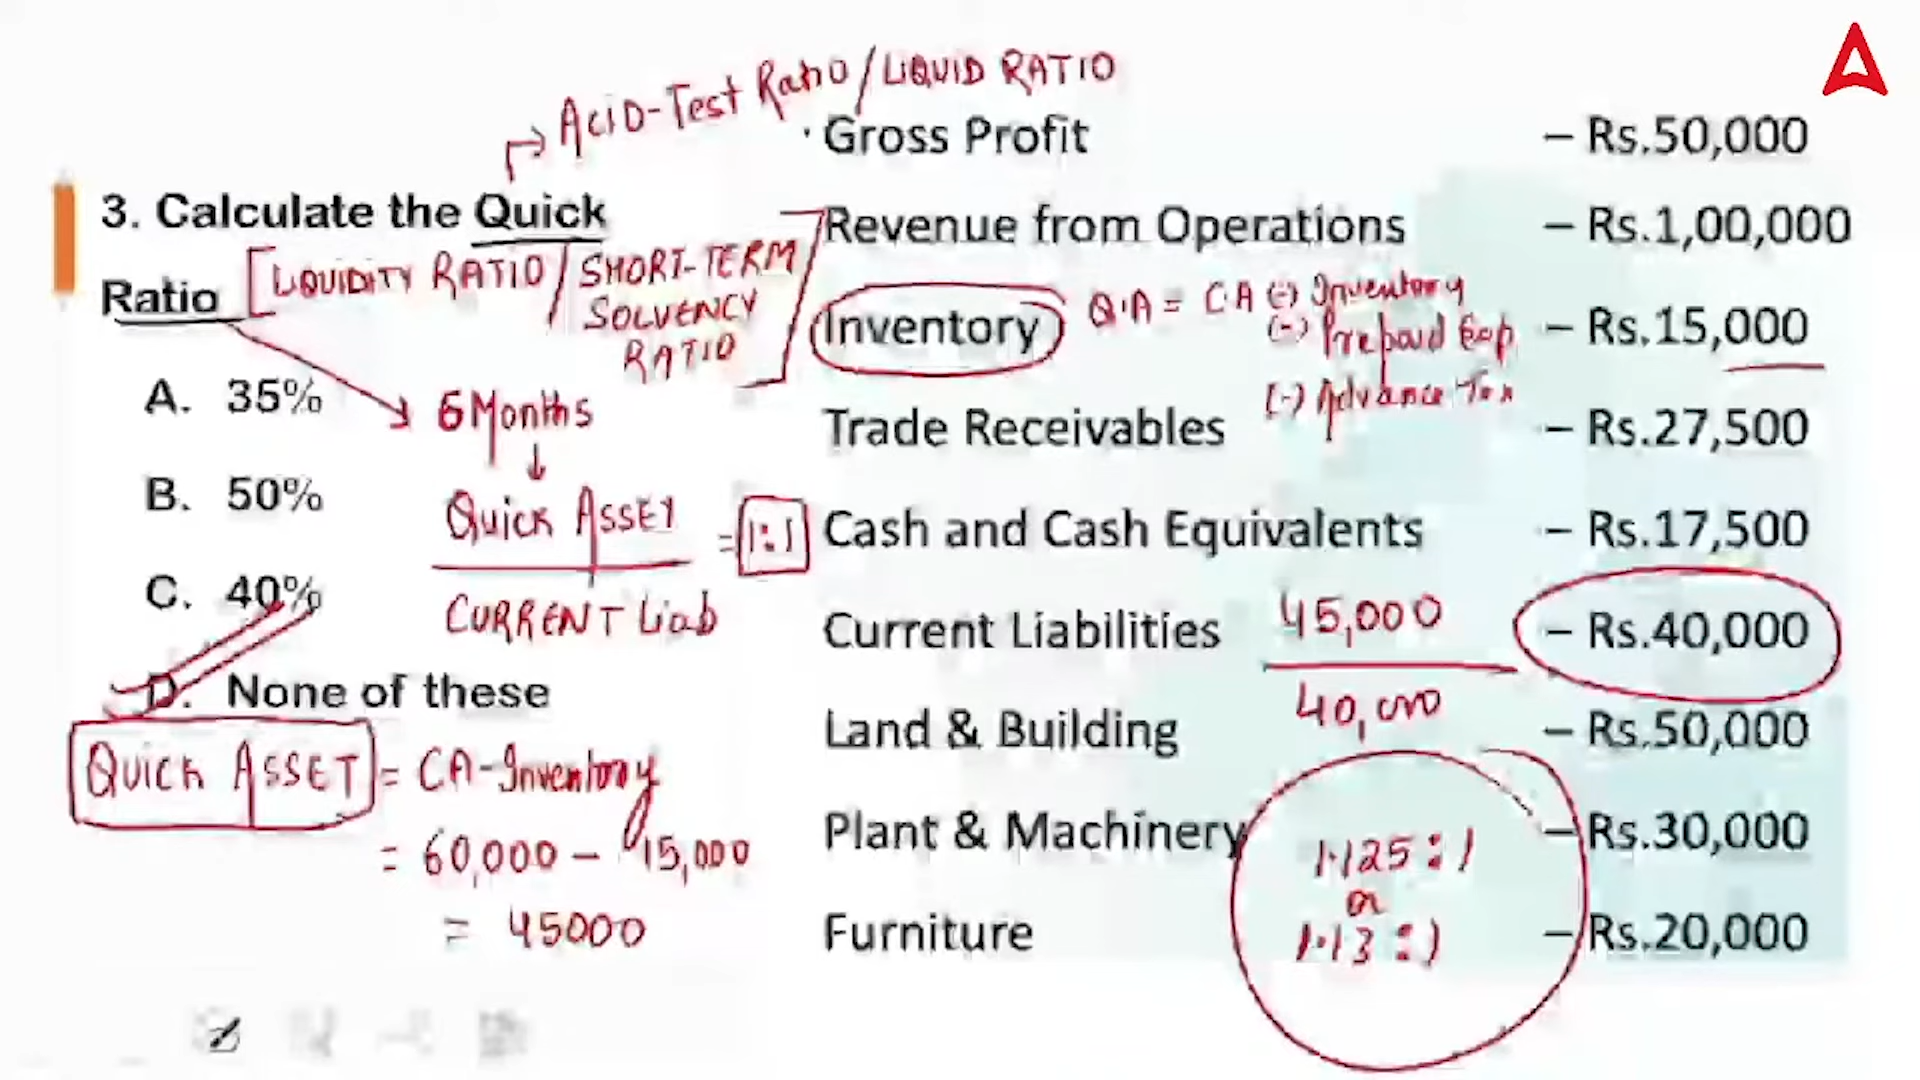 → Acid-Test Ratio / LIQUID RATIO
3. Calculate the Quick
Ratio
[LIQUIDITY RATIO / SHORT-TERM
SOLVENCY
RATIO]
A. 35%
B. 50%
C. 40%
D. None of these
6 Months
↓
Quick Asset
CURRENT Liab
= 1:1
QUICK ASSET = CA - Inventory
= 60,000 - 15,000
= 45000
Gross Profit – Rs.50,000
Revenue from Operations – Rs.1,00,000
Inventory – Rs.15,000
Q.A = CA (-) Inventory
(-) Prepaid Exp
(-) Advance Tax
Trade Receivables – Rs.27,500
Cash and Cash Equivalents – Rs.17,500
Current Liabilities – Rs.40,000
45,000
40,000
Land & Building – Rs.50,000
Plant & Machinery – Rs.30,000
Furniture – Rs.20,000
1.125:1
or
1.13:1